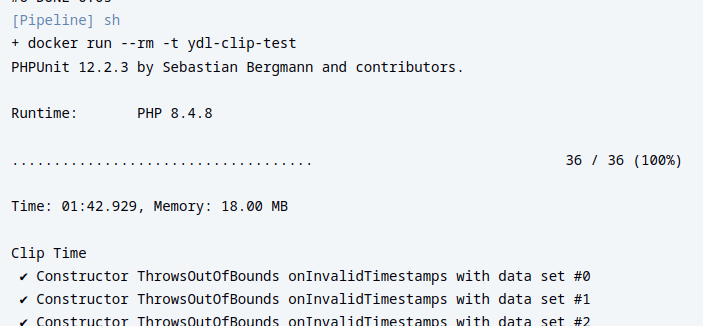 #8 DONE 0.0s
[Pipeline] sh
+ docker run --rm -t ydl-clip-test
PHPUnit 12.2.3 by Sebastian Bergmann and contributors.
Runtime: PHP 8.4.8
.................................... 36 / 36 (100%)
Time: 01:42.929, Memory: 18.00 MB
Clip Time
✔ Constructor ThrowsOutOfBounds onInvalidTimestamps with data set #0
✔ Constructor ThrowsOutOfBounds onInvalidTimestamps with data set #1
✔ Constructor ThrowsOutOfBounds onInvalidTimestamps with data set #2